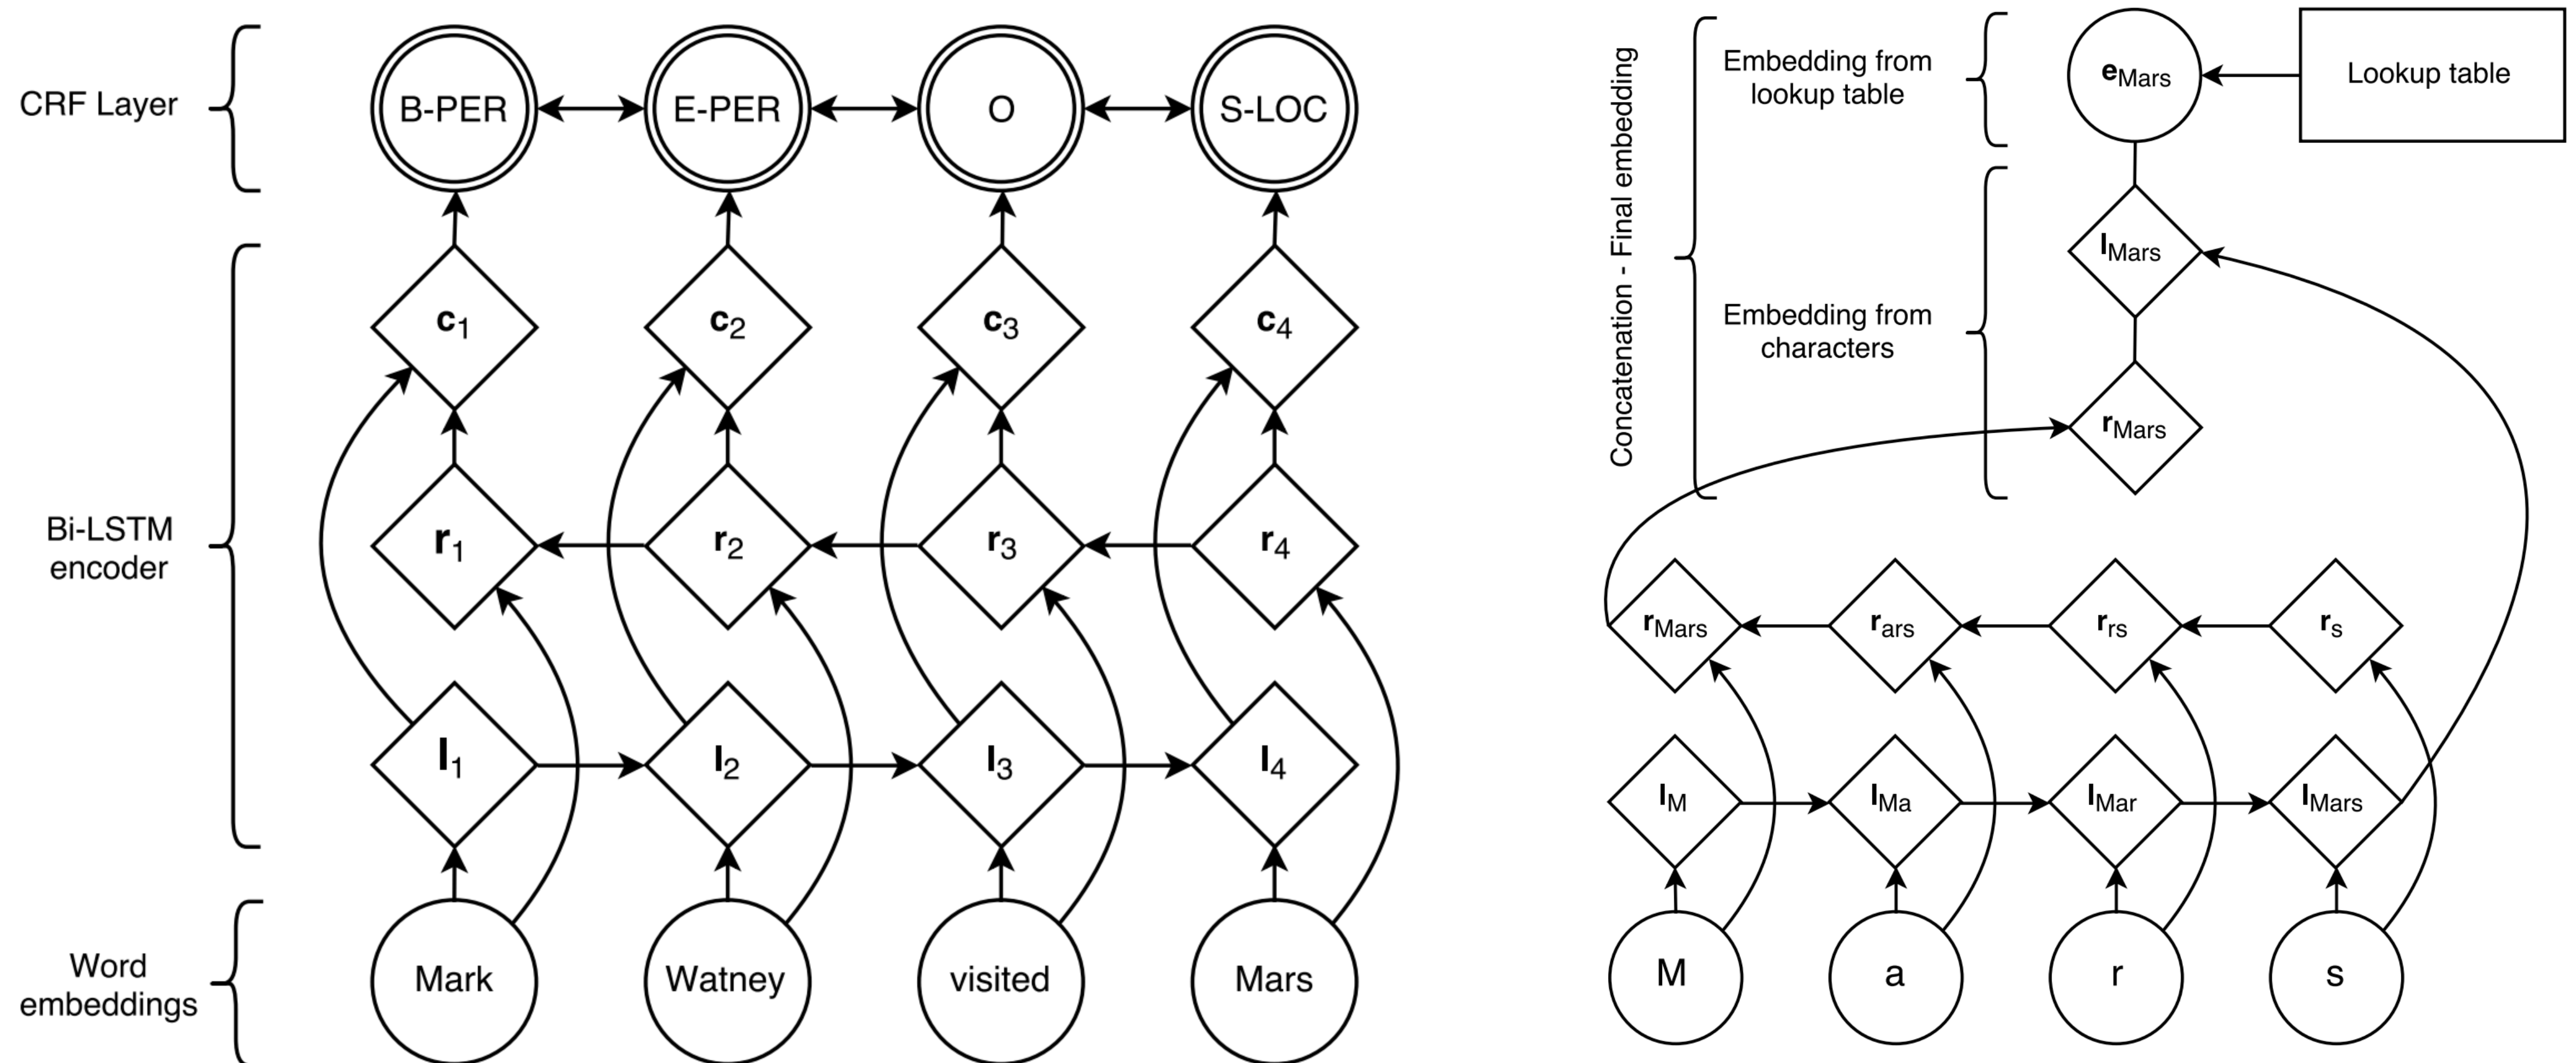 CRF Layer
B-PER
E-PER
O
S-LOC
c1
c2
c3
c4
Bi-LSTM
encoder
r1
r2
r3
r4
l1
l2
l3
l4
Word
embeddings
Mark
Watney
visited
Mars
Concatenation - Final embedding
Embedding from
lookup table
eMars
Lookup table
Embedding from
characters
lMars
rMars
rMars
rars
rrs
rs
lM
lMa
lMar
lMars
M
a
r
s